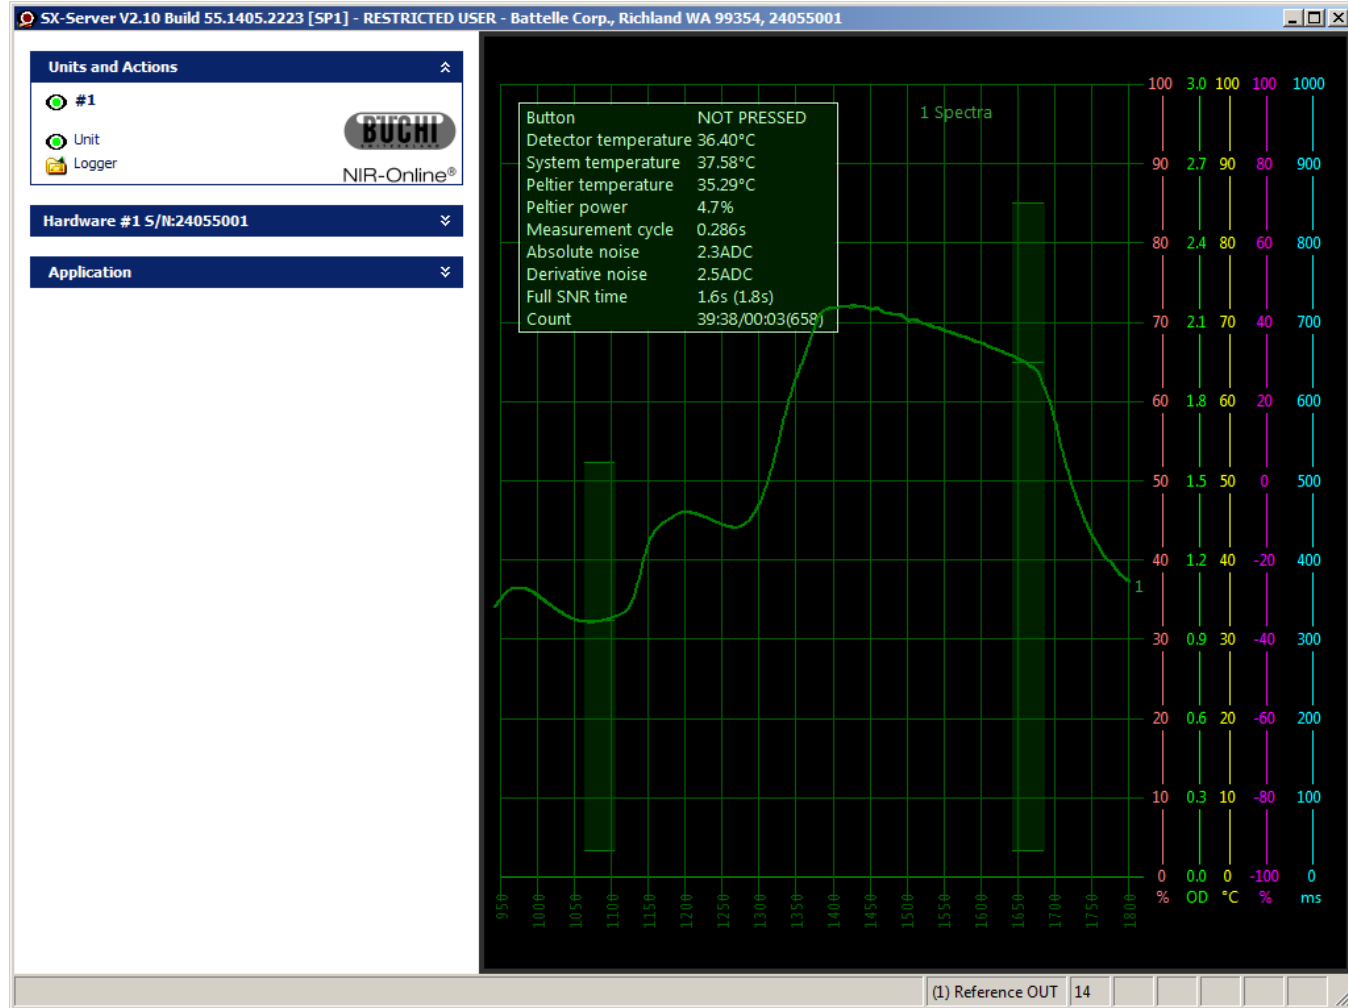 SX-Server V2.10 Build 55.1405.2223 [SP1] - RESTRICTED USER - Battelle Corp., Richland WA 99354, 24055001
Units and Actions
#1
Unit
Logger
BÜCHI
SWITZERLAND
NIR-Online®
Hardware #1 S/N:24055001
Application
Button NOT PRESSED
Detector temperature 36.40°C
System temperature 37.58°C
Peltier temperature 35.29°C
Peltier power 4.7%
Measurement cycle 0.286s
Absolute noise 2.3ADC
Derivative noise 2.5ADC
Full SNR time 1.6s (1.8s)
Count 39:38/00:03(658)
1 Spectra
100 3.0 100 100 1000
90 2.7 90 80 900
80 2.4 80 60 800
70 2.1 70 40 700
60 1.8 60 20 600
50 1.5 50 0 500
40 1.2 40 -20 400
1
30 0.9 30 -40 300
20 0.6 20 -60 200
10 0.3 10 -80 100
0 0.0 0 -100 0
% OD °C % ms
950 1000 1050 1100 1150 1200 1250 1300 1350 1400 1450 1500 1550 1600 1650 1700 1750 1800
(1) Reference OUT 14